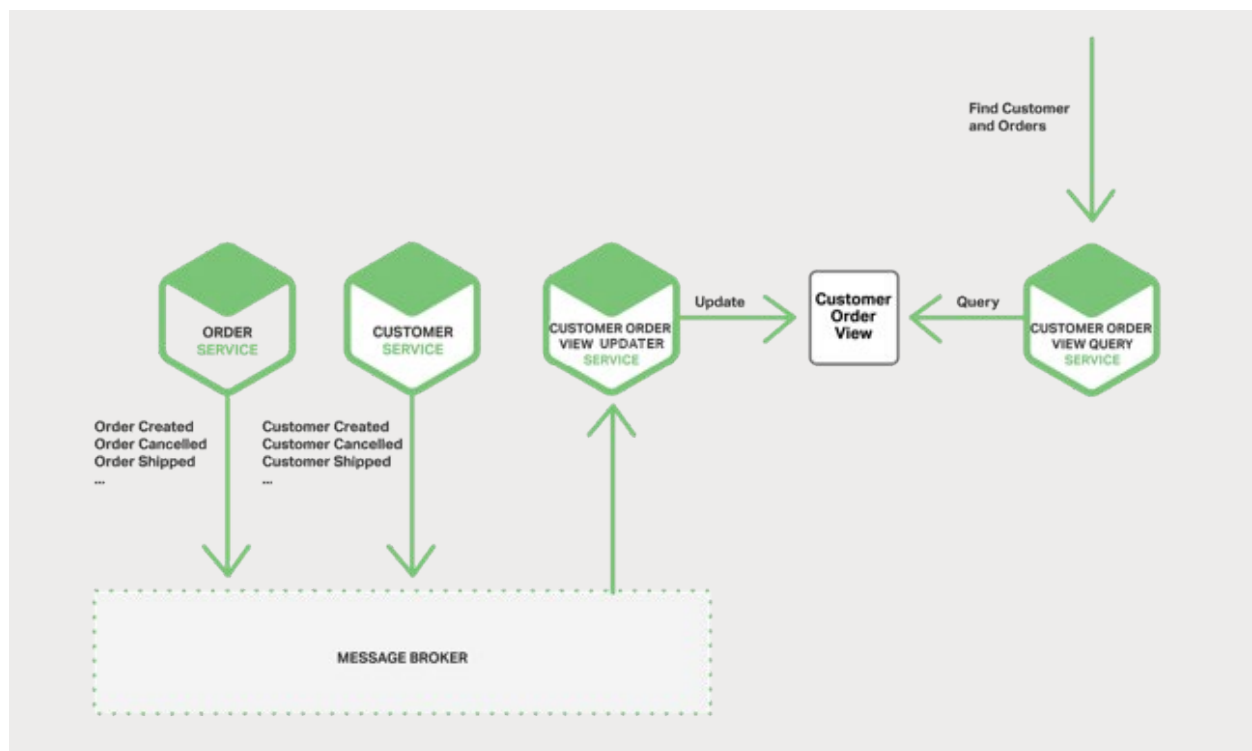 Find Customer
and Orders
ORDER
SERVICE
CUSTOMER
SERVICE
CUSTOMER ORDER
VIEW UPDATER
SERVICE
Update
Customer
Order
View
Query
CUSTOMER ORDER
VIEW QUERY
SERVICE
Order Created
Order Cancelled
Order Shipped
...
Customer Created
Customer Cancelled
Customer Shipped
...
MESSAGE BROKER